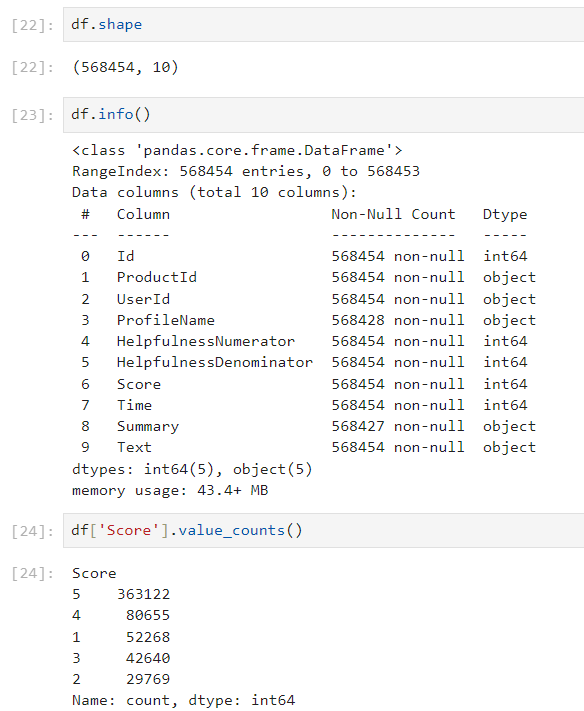 [22]: df.shape
[22]: (568454, 10)
[23]: df.info()
<class 'pandas.core.frame.DataFrame'>
RangeIndex: 568454 entries, 0 to 568453
Data columns (total 10 columns):
 #   Column                  Non-Null Count   Dtype
---  ------                  --------------   -----
 0   Id                      568454 non-null  int64
 1   ProductId               568454 non-null  object
 2   UserId                  568454 non-null  object
 3   ProfileName             568428 non-null  object
 4   HelpfulnessNumerator    568454 non-null  int64
 5   HelpfulnessDenominator  568454 non-null  int64
 6   Score                   568454 non-null  int64
 7   Time                    568454 non-null  int64
 8   Summary                 568427 non-null  object
 9   Text                    568454 non-null  object
dtypes: int64(5), object(5)
memory usage: 43.4+ MB
[24]: df['Score'].value_counts()
[24]: Score
5    363122
4     80655
1     52268
3     42640
2     29769
Name: count, dtype: int64